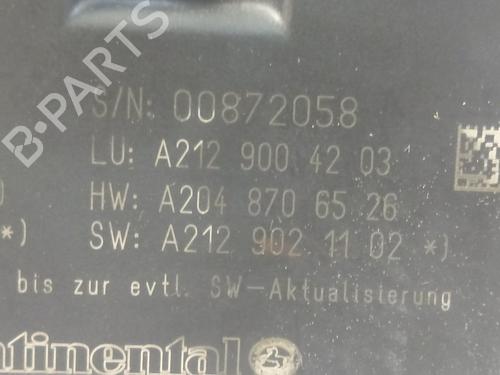 B-PARTS
S/N: 00872058
LU: A212 900 42 03
HW: A204 870 65 26
)
*) SW: A212 902 11 02 *)
bis zur evtl. SW-Aktualisierung
ntinental